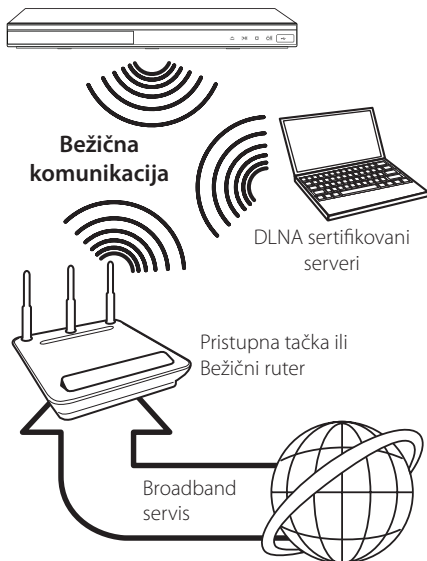 Bežična
komunikacija
DLNA sertifikovani
serveri
Pristupna tačka ili
Bežični ruter
Broadband
servis